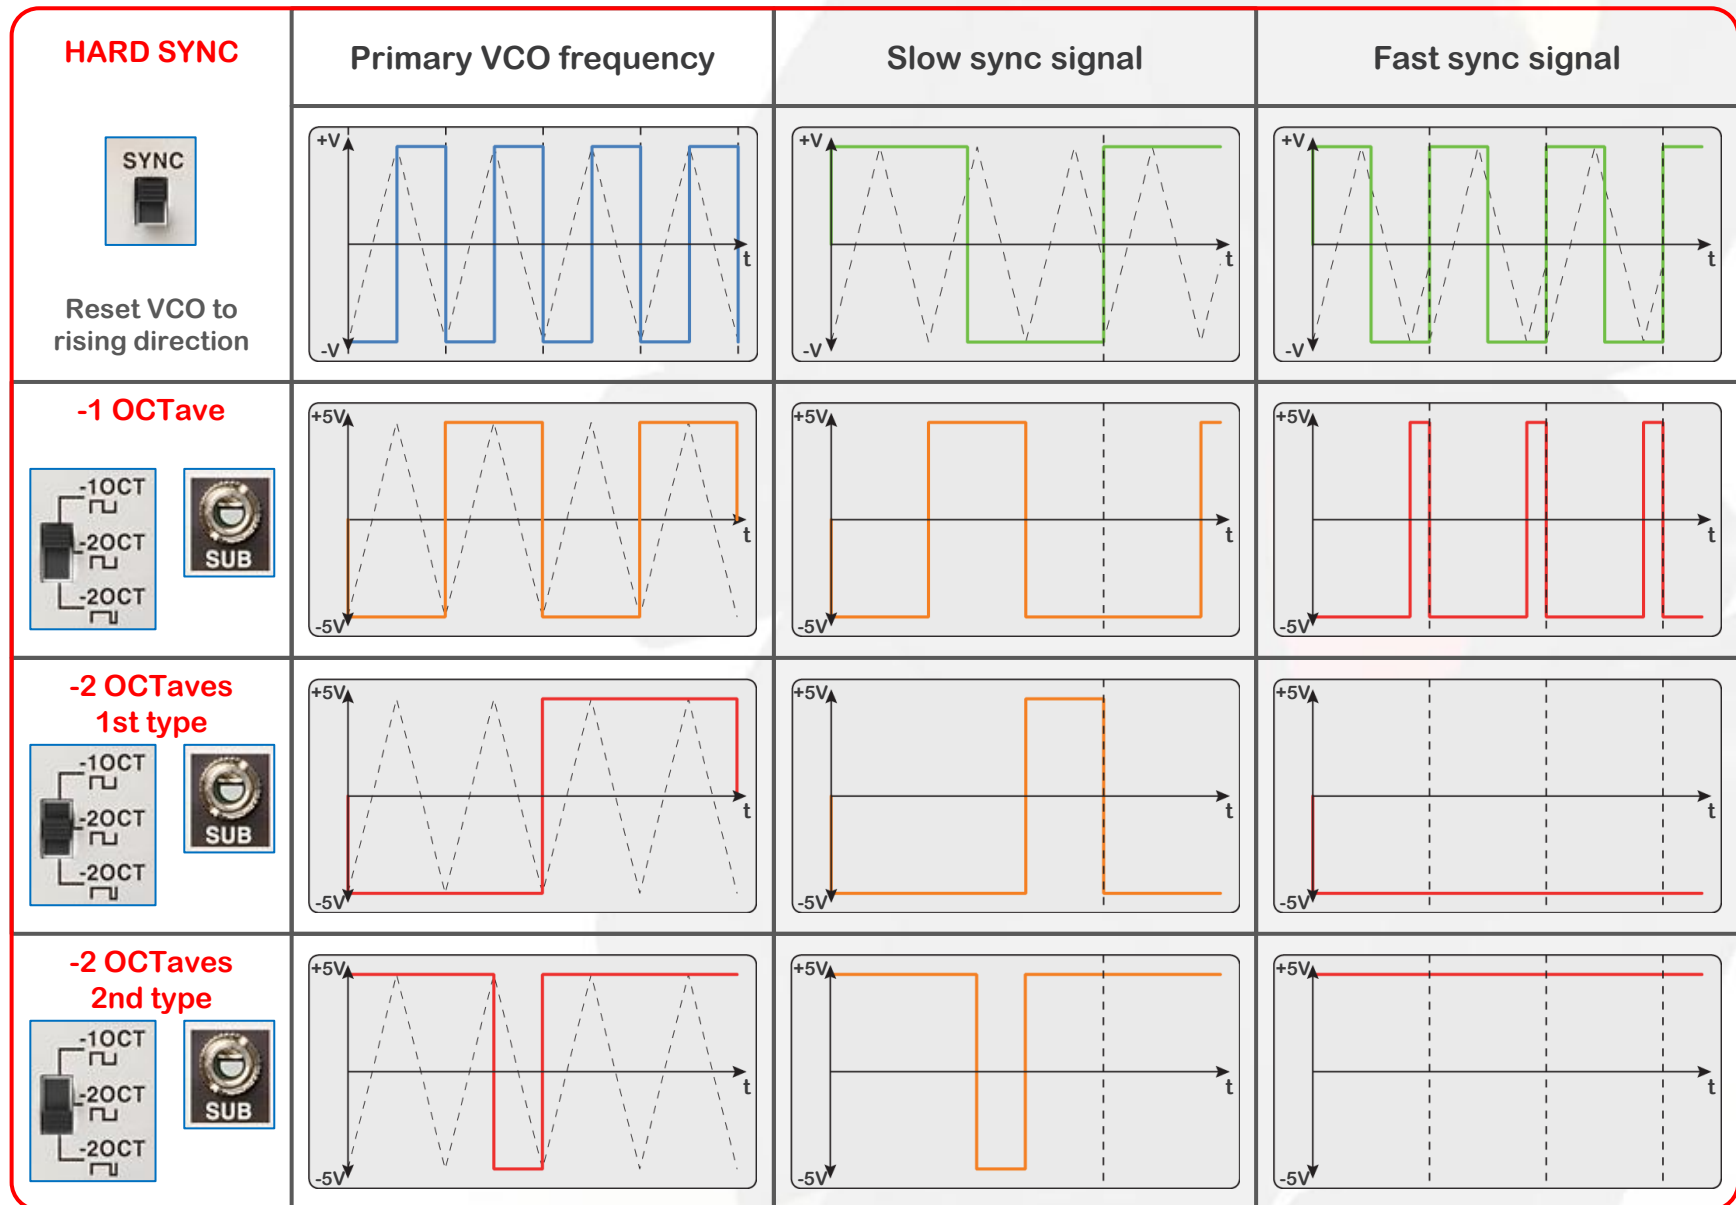 HARD SYNC
Primary VCO frequency
Slow sync signal
Fast sync signal
SYNC
Reset VCO to
rising direction
+V
-V
t
+V
-V
t
+V
-V
t
-1 OCTave
-1OCT
-2OCT
-2OCT
SUB
+5V
-5V
t
+5V
-5V
t
+5V
-5V
t
-2 OCTaves
1st type
-1OCT
-2OCT
-2OCT
SUB
+5V
-5V
t
+5V
-5V
t
+5V
-5V
t
-2 OCTaves
2nd type
-1OCT
-2OCT
-2OCT
SUB
+5V
-5V
t
+5V
-5V
t
+5V
-5V
t